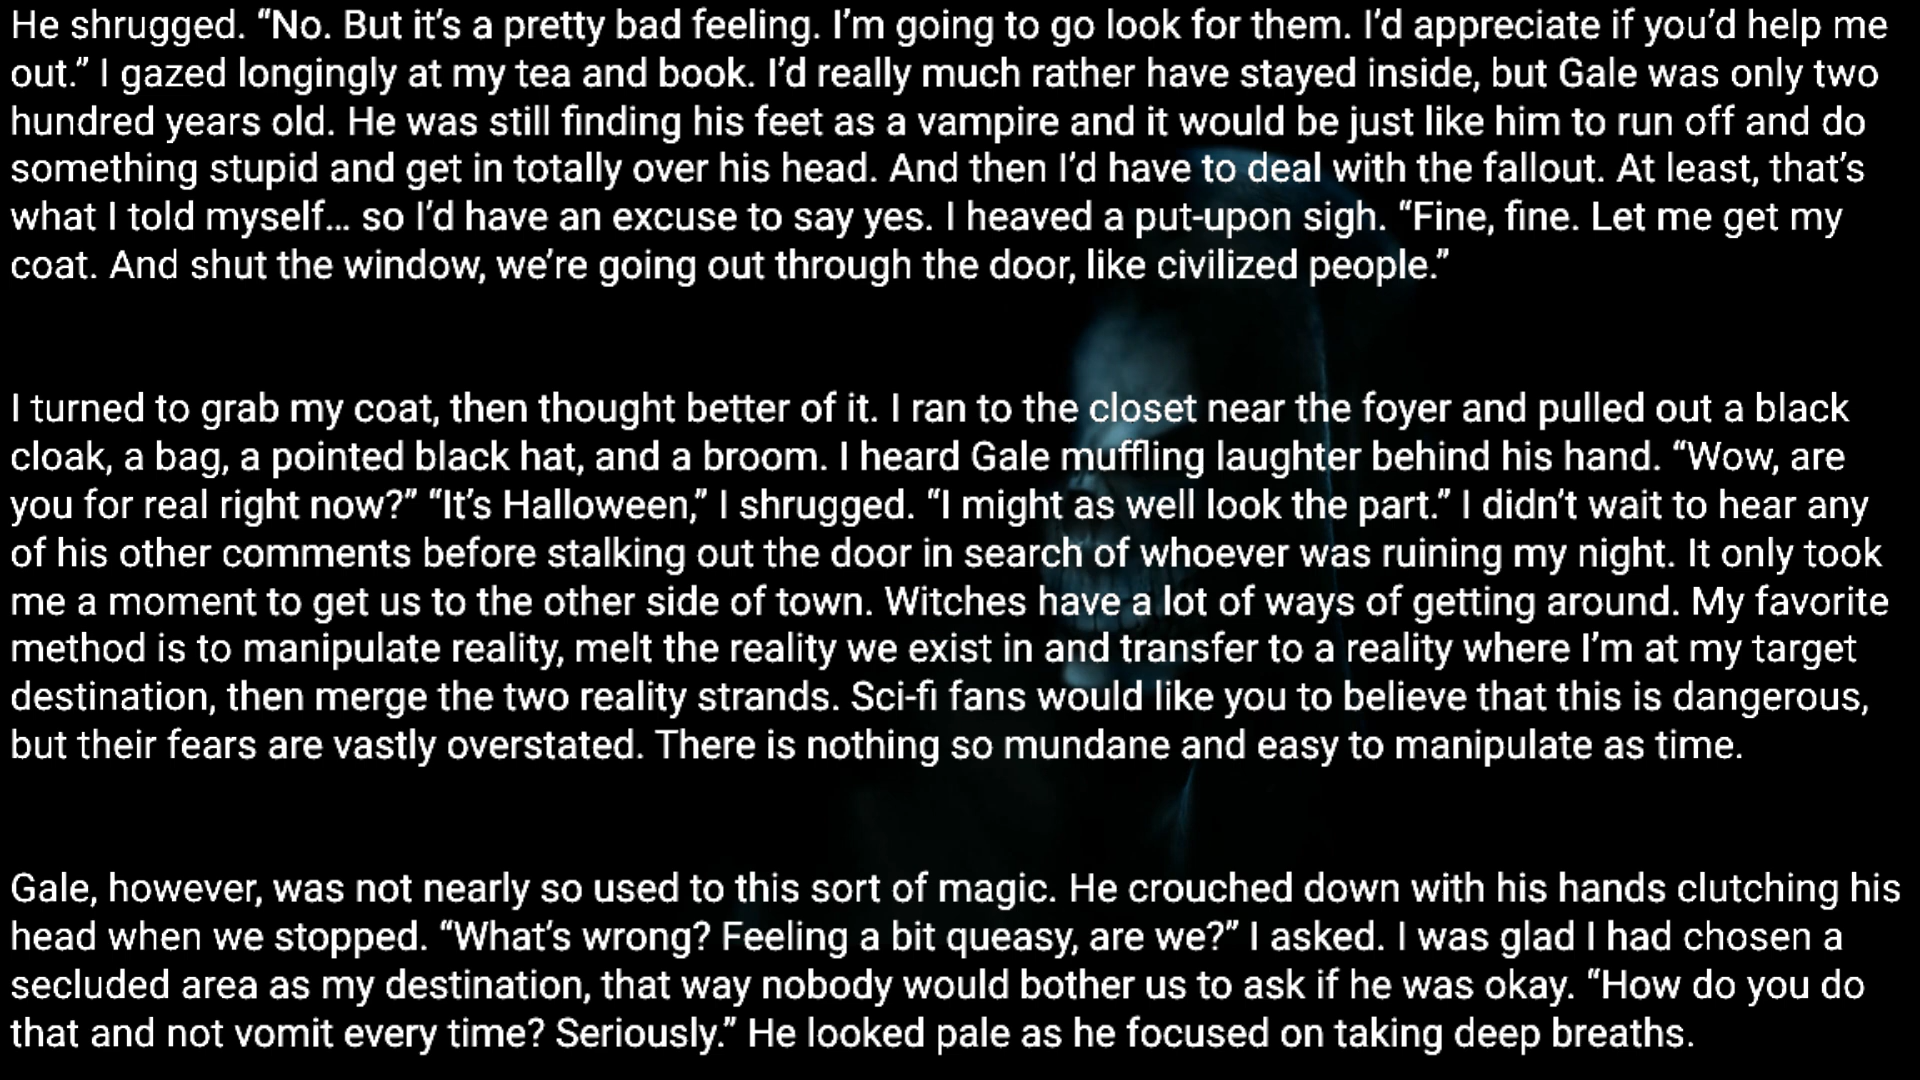 He shrugged. “No. But it’s a pretty bad feeling. I’m going to go look for them. I’d appreciate if you’d help me
out.” I gazed longingly at my tea and book. I’d really much rather have stayed inside, but Gale was only two
hundred years old. He was still finding his feet as a vampire and it would be just like him to run off and do
something stupid and get in totally over his head. And then I’d have to deal with the fallout. At least, that’s
what I told myself… so I’d have an excuse to say yes. I heaved a put-upon sigh. “Fine, fine. Let me get my
coat. And shut the window, we’re going out through the door, like civilized people.”
I turned to grab my coat, then thought better of it. I ran to the closet near the foyer and pulled out a black
cloak, a bag, a pointed black hat, and a broom. I heard Gale muffling laughter behind his hand. “Wow, are
you for real right now?” “It’s Halloween,” I shrugged. “I might as well look the part.” I didn’t wait to hear any
of his other comments before stalking out the door in search of whoever was ruining my night. It only took
me a moment to get us to the other side of town. Witches have a lot of ways of getting around. My favorite
method is to manipulate reality, melt the reality we exist in and transfer to a reality where I’m at my target
destination, then merge the two reality strands. Sci-fi fans would like you to believe that this is dangerous,
but their fears are vastly overstated. There is nothing so mundane and easy to manipulate as time.
Gale, however, was not nearly so used to this sort of magic. He crouched down with his hands clutching his
head when we stopped. “What’s wrong? Feeling a bit queasy, are we?” I asked. I was glad I had chosen a
secluded area as my destination, that way nobody would bother us to ask if he was okay. “How do you do
that and not vomit every time? Seriously.” He looked pale as he focused on taking deep breaths.